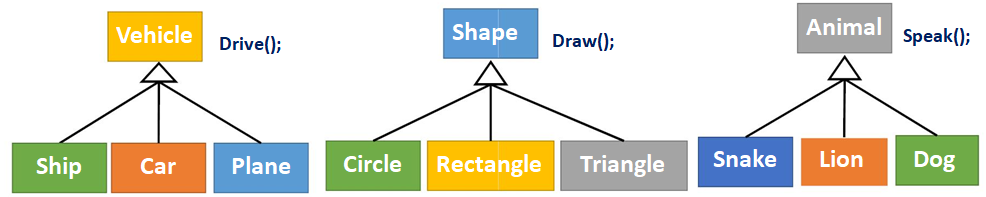 Vehicle
Drive();
Ship
Car
Plane
Shape
Draw();
Circle
Rectangle
Triangle
Animal
Speak();
Snake
Lion
Dog